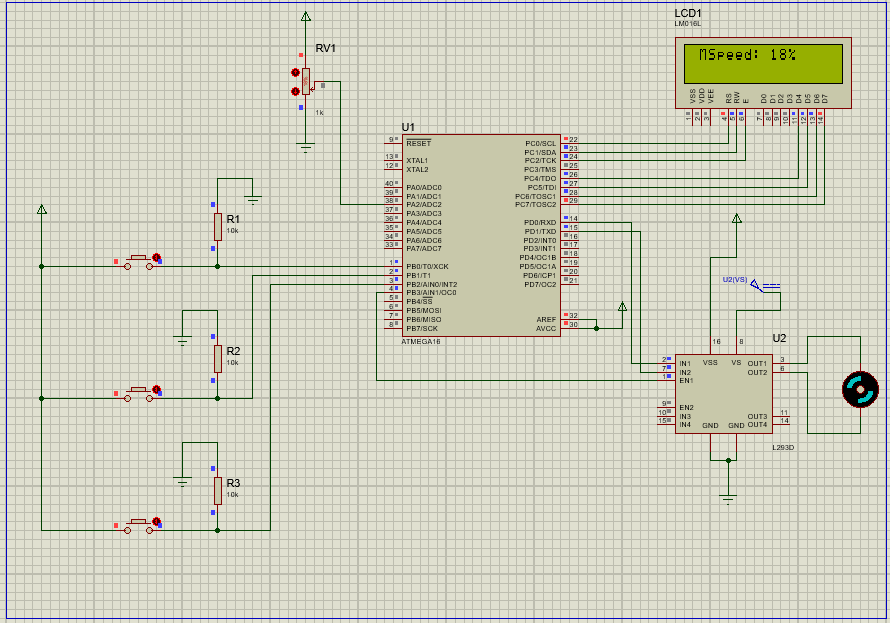 LCD1
LM016L
MSpeed: 18%
VSS VDD VEE RS RW E D0 D1 D2 D3 D4 D5 D6 D7
1 2 3 4 5 6 7 8 9 10 11 12 13 14
RV1
1k
U1
9 RESET PC0/SCL 22
PC1/SDA 23
13 XTAL1 PC2/TCK 24
12 XTAL2 PC3/TMS 25
PC4/TDO 26
40 PA0/ADC0 PC5/TDI 27
39 PA1/ADC1 PC6/TOSC1 28
38 PA2/ADC2 PC7/TOSC2 29
37 PA3/ADC3
36 PA4/ADC4 PD0/RXD 14
35 PA5/ADC5 PD1/TXD 15
34 PA6/ADC6 PD2/INT0 16
33 PA7/ADC7 PD3/INT1 17
PD4/OC1B 18
1 PB0/T0/XCK PD5/OC1A 19
2 PB1/T1 PD6/ICP1 20
3 PB2/AIN0/INT2 PD7/OC2 21
4 PB3/AIN1/OC0
5 PB4/SS
6 PB5/MOSI
7 PB6/MISO AREF 32
8 PB7/SCK AVCC 30
ATMEGA16
R1
10k
R2
10k
R3
10k
U2(VS)
U2
16 8
2 IN1 VSS VS OUT1 3
7 IN2 OUT2 6
1 EN1
9 EN2
10 IN3 OUT3 11
15 IN4 GND GND OUT4 14
L293D